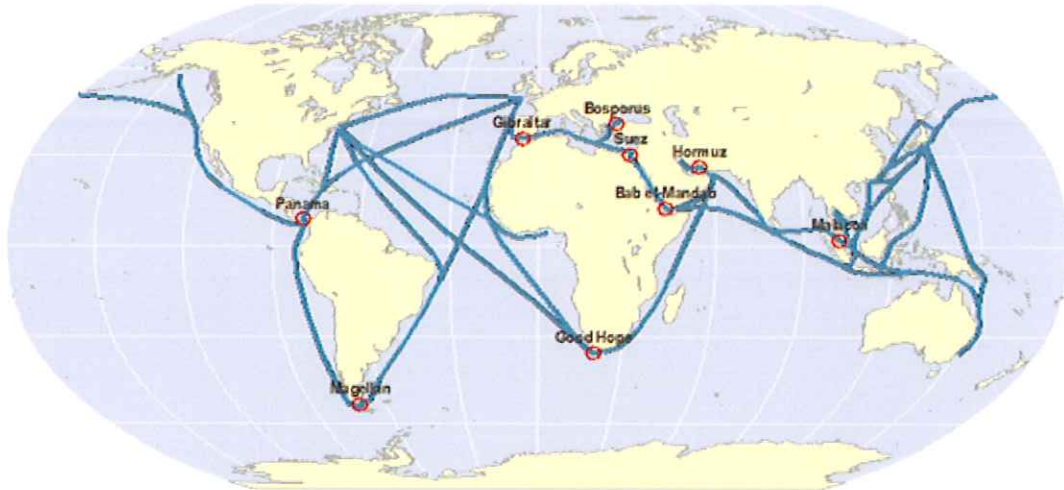 Bosporus
Gibraltar
Suez
Hormuz
Bab el-Mandab
Panama
Malacca
Good Hope
Magellan